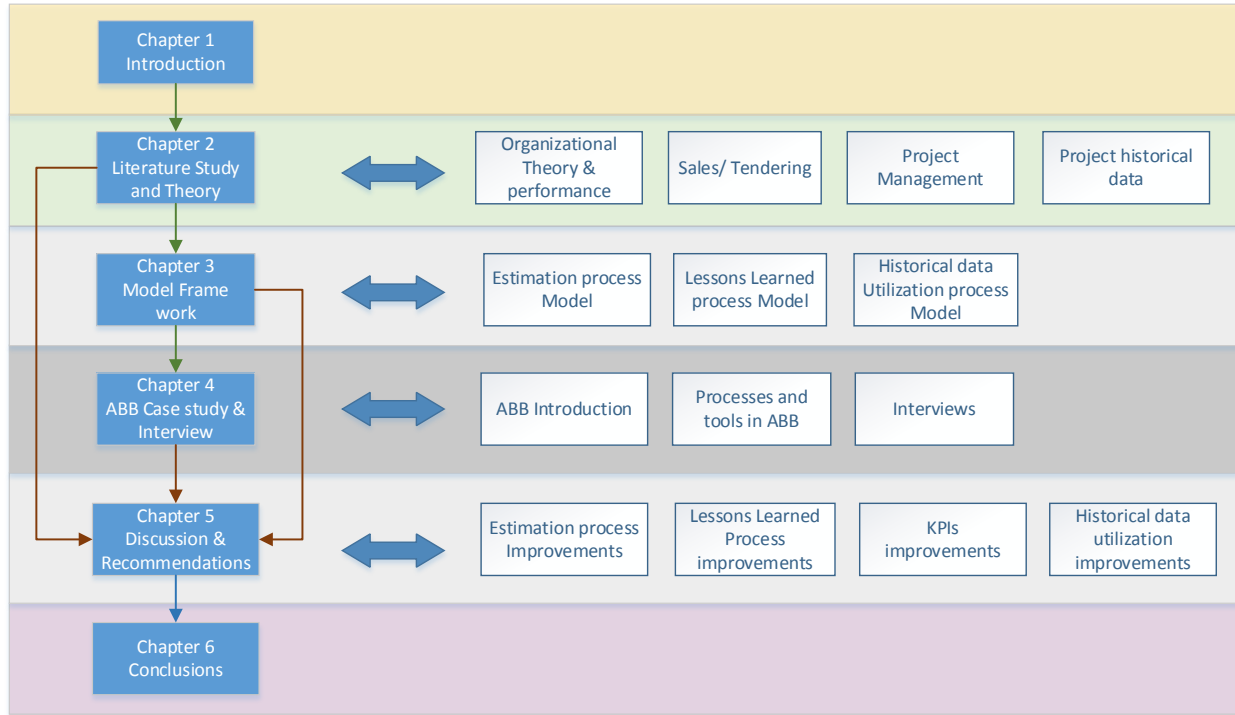 Chapter 1
Introduction
Chapter 2
Literature Study
and Theory
Organizational
Theory &
performance
Sales/ Tendering
Project
Management
Project historical
data
Chapter 3
Model Frame
work
Estimation process
Model
Lessons Learned
process Model
Historical data
Utilization process
Model
Chapter 4
ABB Case study &
Interview
ABB Introduction
Processes and
tools in ABB
Interviews
Chapter 5
Discussion &
Recommendations
Estimation process
Improvements
Lessons Learned
Process
improvements
KPIs
improvements
Historical data
utilization
improvements
Chapter 6
Conclusions